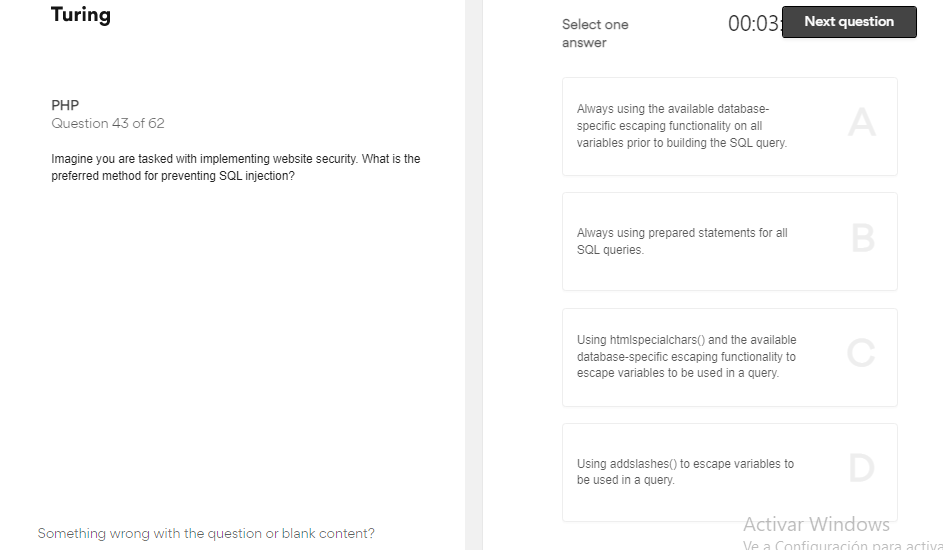 Turing
PHP
Question 43 of 62
Imagine you are tasked with implementing website security. What is the
preferred method for preventing SQL injection?
Something wrong with the question or blank content?
Select one
answer
00:03:
Next question
Always using the available database-
specific escaping functionality on all
variables prior to building the SQL query.
A
Always using prepared statements for all
SQL queries.
B
Using htmlspecialchars() and the available
database-specific escaping functionality to
escape variables to be used in a query.
C
Using addslashes() to escape variables to
be used in a query.
D
Activar Windows
Ve a Configuración para activa